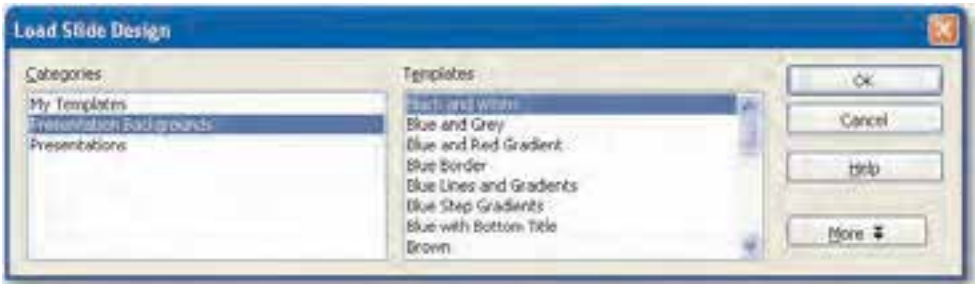 Load Slide Design
Categories
My Templates
Presentation Backgrounds
Presentations
Templates
Black and White
Blue and Grey
Blue and Red Gradient
Blue Border
Blue Lines and Gradients
Blue Step Gradients
Blue with Bottom Title
Brown
OK
Cancel
Help
More